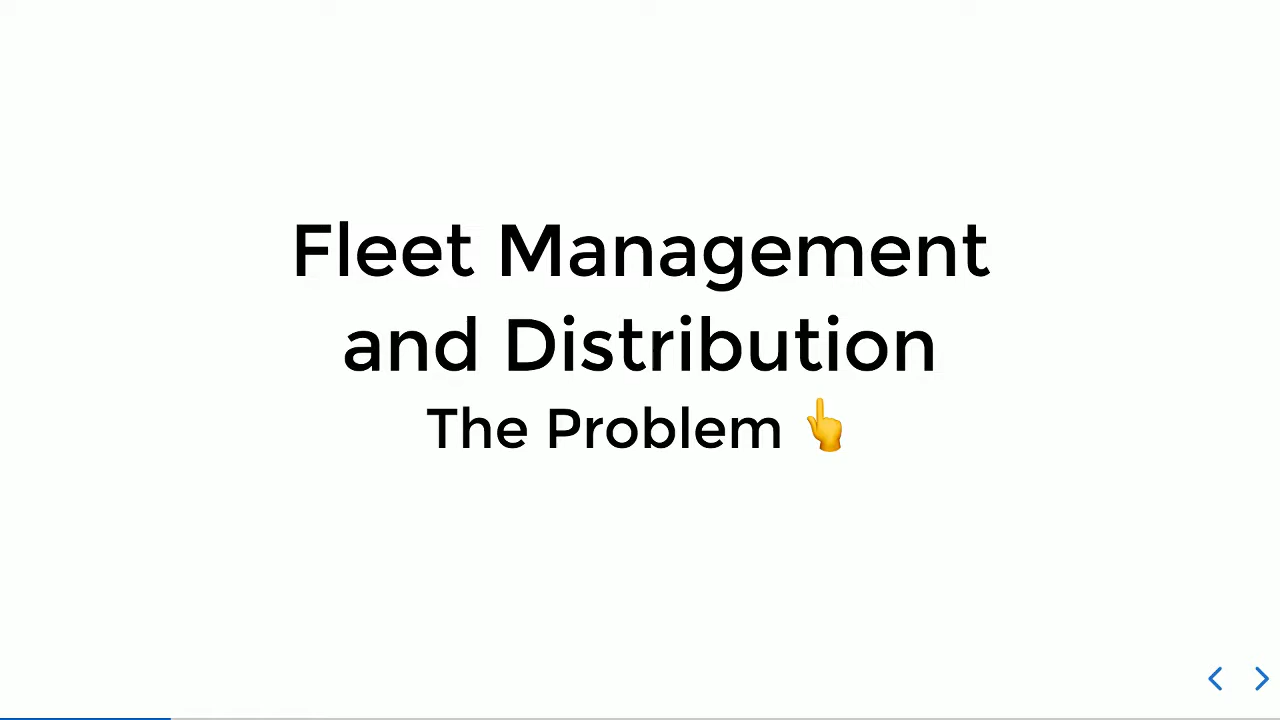 Fleet Management
and Distribution
The Problem 👆